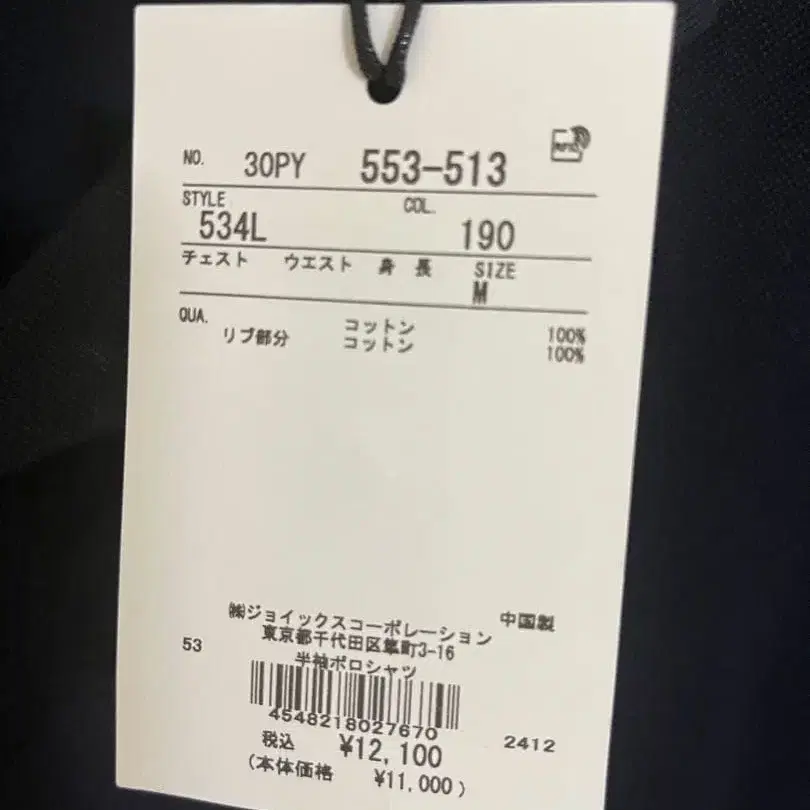 NO. 30PY 553-513
RFID
STYLE COL.
534L 190
チェスト ウエスト 身 長 SIZE
M
QUA. コットン 100%
リブ部分 コットン 100%
㈱ジョイックスコーポレーション 中国製
東京都千代田区隼町3-16
53 半袖ポロシャツ
4548218027670
税込 ¥12,100 2412
(本体価格 ¥11,000)